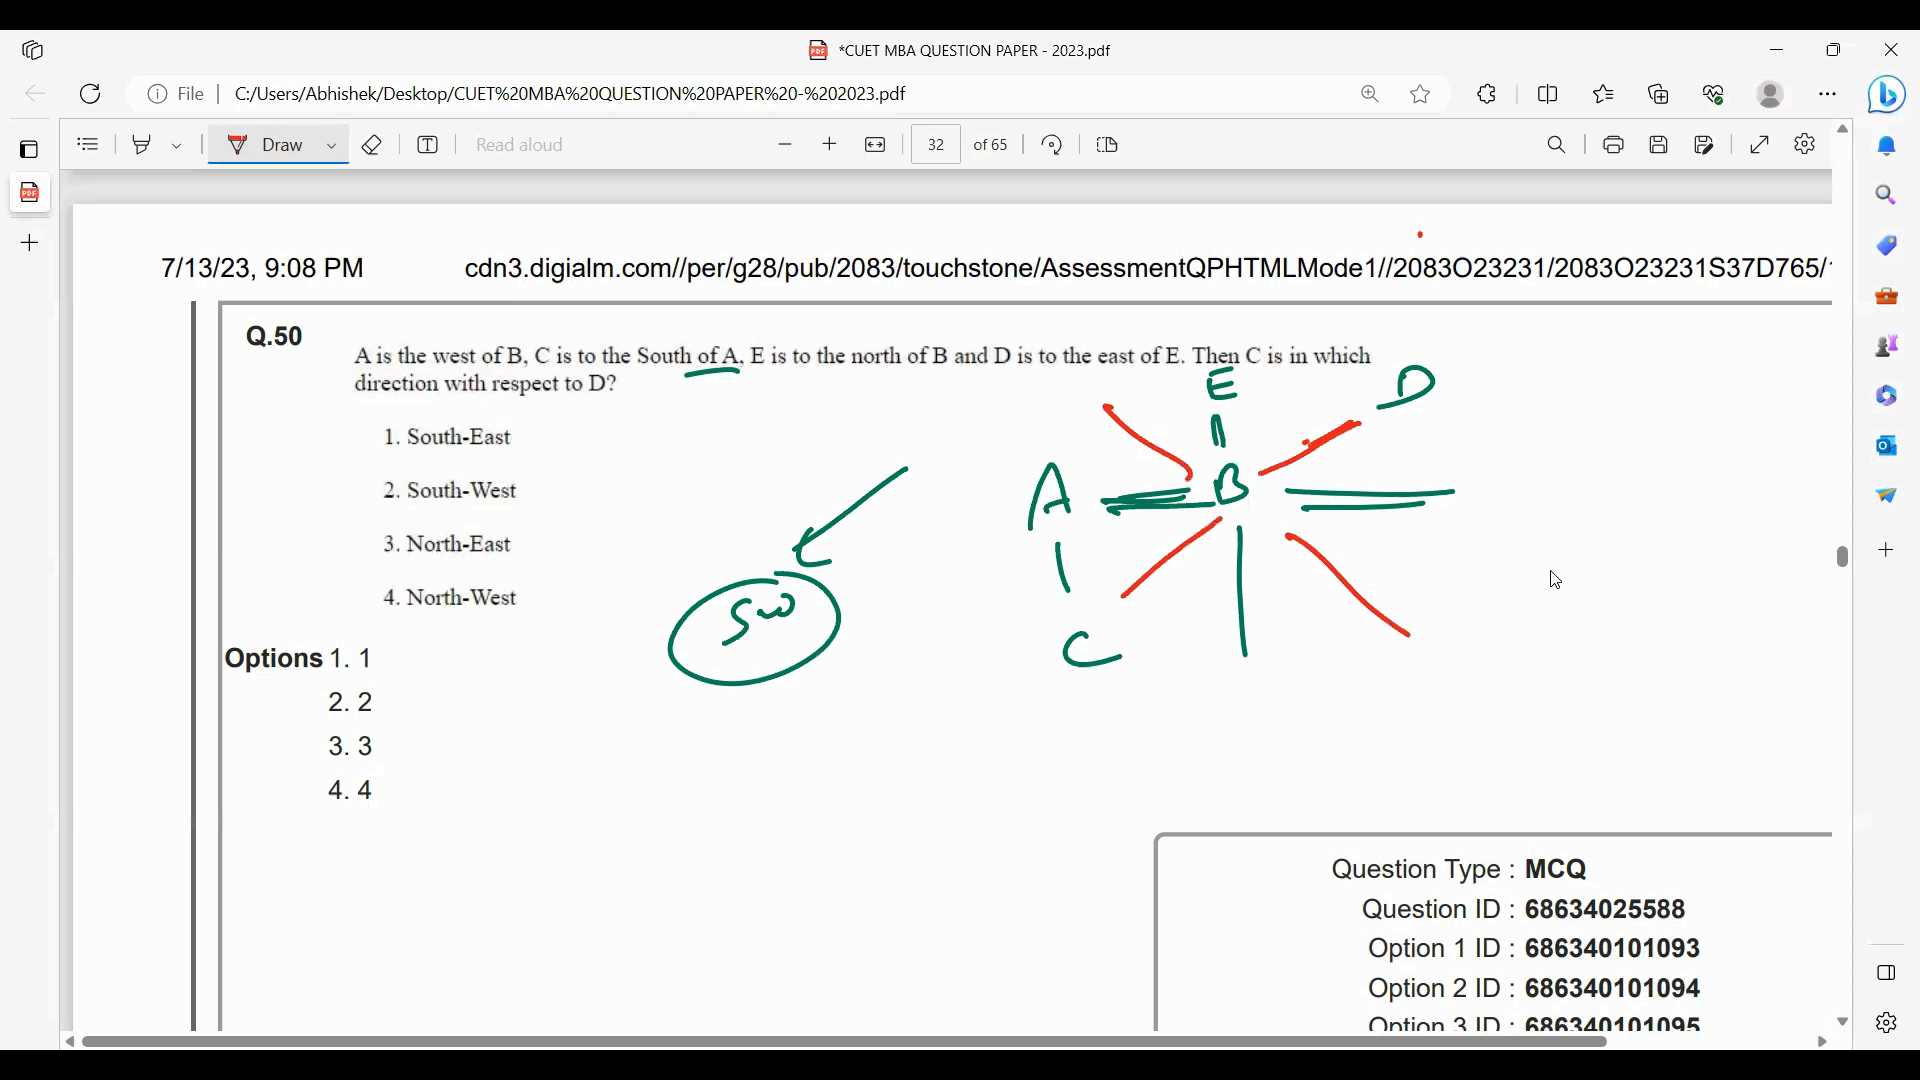 *CUET MBA QUESTION PAPER - 2023.pdf
File
C:/Users/Abhishek/Desktop/CUET%20MBA%20QUESTION%20PAPER%20-%202023.pdf
Draw
Read aloud
32
of 65
7/13/23, 9:08 PM
cdn3.digialm.com//per/g28/pub/2083/touchstone/AssessmentQPHTMLMode1//2083O23231/2083O23231S37D765/
Q.50
A is the west of B, C is to the South of A, E is to the north of B and D is to the east of E. Then C is in which
direction with respect to D?
E
D
1. South-East
2. South-West
A
B
3. North-East
4. North-West
SW
C
Options 1. 1
2. 2
3. 3
4. 4
Question Type : MCQ
Question ID : 68634025588
Option 1 ID : 686340101093
Option 2 ID : 686340101094
Option 3 ID : 686340101095